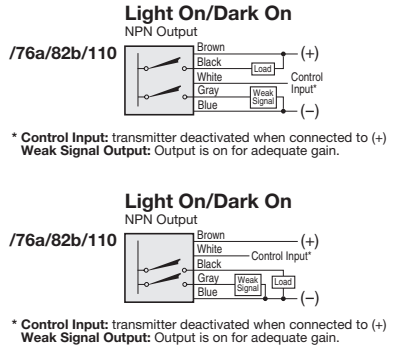 Light On/Dark On
NPN Output
/76a/82b/110
Brown
(+)
Black
Load
White
Control
Input*
Gray
Weak
Signal
Blue
(−)
* Control Input: transmitter deactivated when connected to (+)
Weak Signal Output: Output is on for adequate gain.
Light On/Dark On
NPN Output
/76a/82b/110
Brown
(+)
White
Control Input*
Black
Gray
Weak
Signal
Load
Blue
(−)
* Control Input: transmitter deactivated when connected to (+)
Weak Signal Output: Output is on for adequate gain.